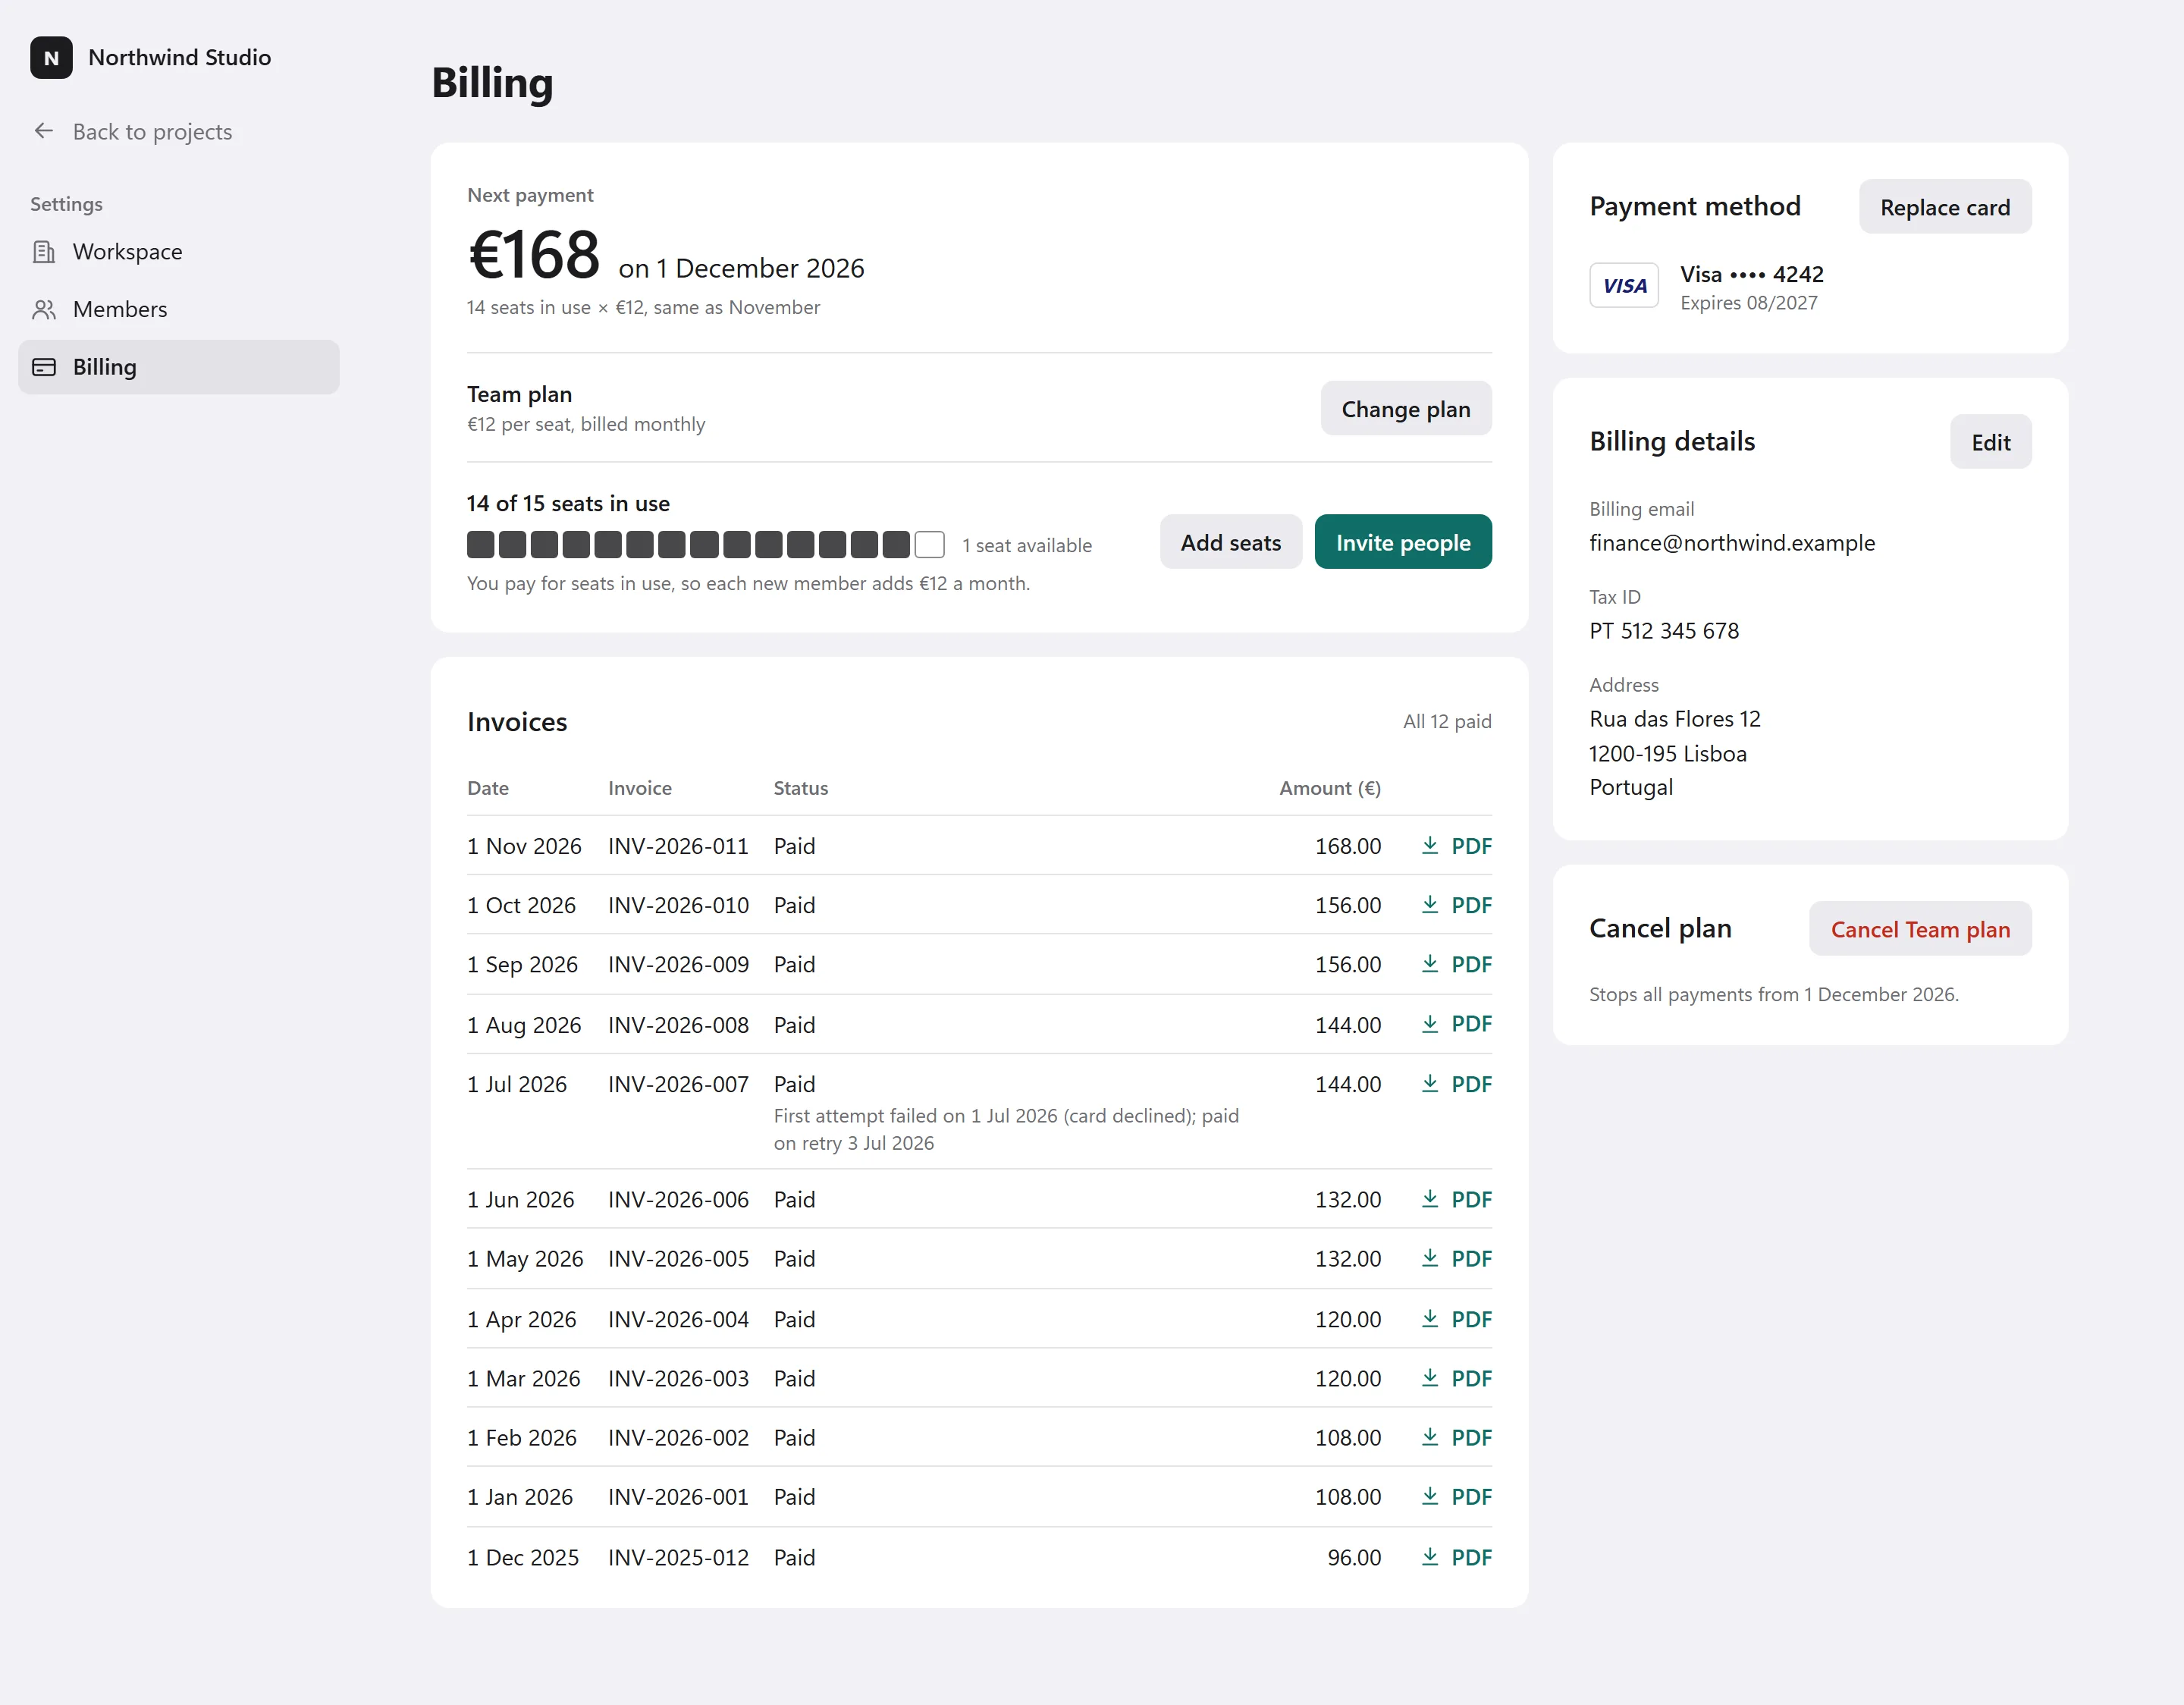 N Northwind Studio
Back to projects
Settings
Workspace
Members
Billing
Billing
Next payment
€168 on 1 December 2026
14 seats in use × €12, same as November
Team plan
€12 per seat, billed monthly
Change plan
14 of 15 seats in use
1 seat available
You pay for seats in use, so each new member adds €12 a month.
Add seats
Invite people
Invoices
All 12 paid
Date Invoice Status Amount (€)
1 Nov 2026 INV-2026-011 Paid 168.00 PDF
1 Oct 2026 INV-2026-010 Paid 156.00 PDF
1 Sep 2026 INV-2026-009 Paid 156.00 PDF
1 Aug 2026 INV-2026-008 Paid 144.00 PDF
1 Jul 2026 INV-2026-007 Paid 144.00 PDF
First attempt failed on 1 Jul 2026 (card declined); paid
on retry 3 Jul 2026
1 Jun 2026 INV-2026-006 Paid 132.00 PDF
1 May 2026 INV-2026-005 Paid 132.00 PDF
1 Apr 2026 INV-2026-004 Paid 120.00 PDF
1 Mar 2026 INV-2026-003 Paid 120.00 PDF
1 Feb 2026 INV-2026-002 Paid 108.00 PDF
1 Jan 2026 INV-2026-001 Paid 108.00 PDF
1 Dec 2025 INV-2025-012 Paid 96.00 PDF
Payment method
Replace card
VISA
Visa •••• 4242
Expires 08/2027
Billing details
Edit
Billing email
finance@northwind.example
Tax ID
PT 512 345 678
Address
Rua das Flores 12
1200-195 Lisboa
Portugal
Cancel plan
Cancel Team plan
Stops all payments from 1 December 2026.